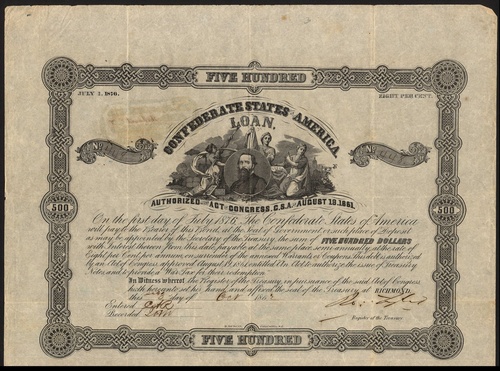 FIVE HUNDRED
JULY 1, 1876.
EIGHT PER CENT.
CONFEDERATE STATES AMERICA.
LOAN.
No
No
500
500
AUTHORIZED ACT CONGRESS, C.S.A. AUGUST 19, 1861.
On the first day of July 1876, The Confederate States of America
will pay to the Bearer of this Bond, at the Seat of Government or such place of Deposit
as may be appointed by the Secretary of the Treasury the sum of FIVE HUNDRED DOLLARS
with Interest thereon from this date, payable at the same place semi annually at the rate of
Eight per Cent per annum on surrender of the annexed Warrants or Coupons. This debt is authorized
by an Act of Congress approved August 19, 1861, entitled An Act to authorize the issue of Treasury
Notes and to provide a War Tax for their redemption.
In Witness whereof, the Register of the Treasury, in pursuance of the said Act of Congress
hath hereunto set his hand, and affixed the seal of the Treasury, at RICHMOND,
this day of Oct 186
Entered
Recorded
Register of the Treasury
FIVE HUNDRED